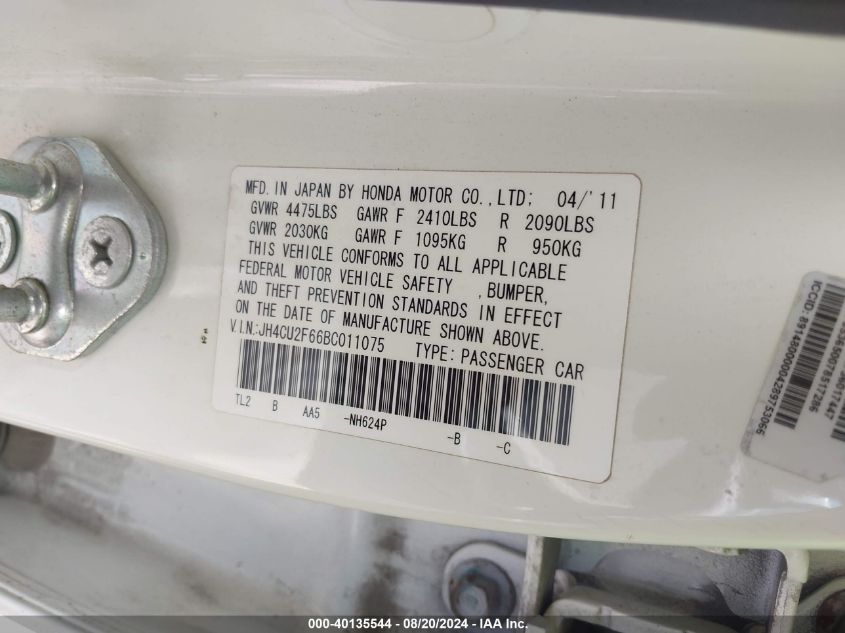 MFD. IN JAPAN BY HONDA MOTOR CO.,LTD; 04/'11
GVWR 4475LBS GAWR F 2410LBS R 2090LBS
GVWR 2030KG GAWR F 1095KG R 950KG
THIS VEHICLE CONFORMS TO ALL APPLICABLE
FEDERAL MOTOR VEHICLE SAFETY ,BUMPER,
AND THEFT PREVENTION STANDARDS IN EFFECT
ON THE DATE OF MANUFACTURE SHOWN ABOVE.
V.I.N:JH4CU2F66BC011075 TYPE: PASSENGER CAR
TL2 B AA5 -NH624P -B -C
ICCID: 89148000004289753066
000-40135544 - 08/20/2024 - IAA Inc.